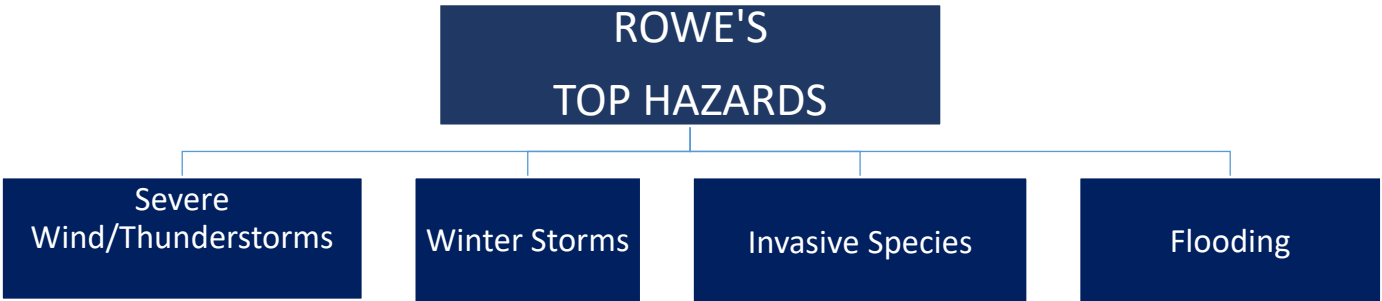 ROWE'S
TOP HAZARDS
Severe
Wind/Thunderstorms
Winter Storms
Invasive Species
Flooding